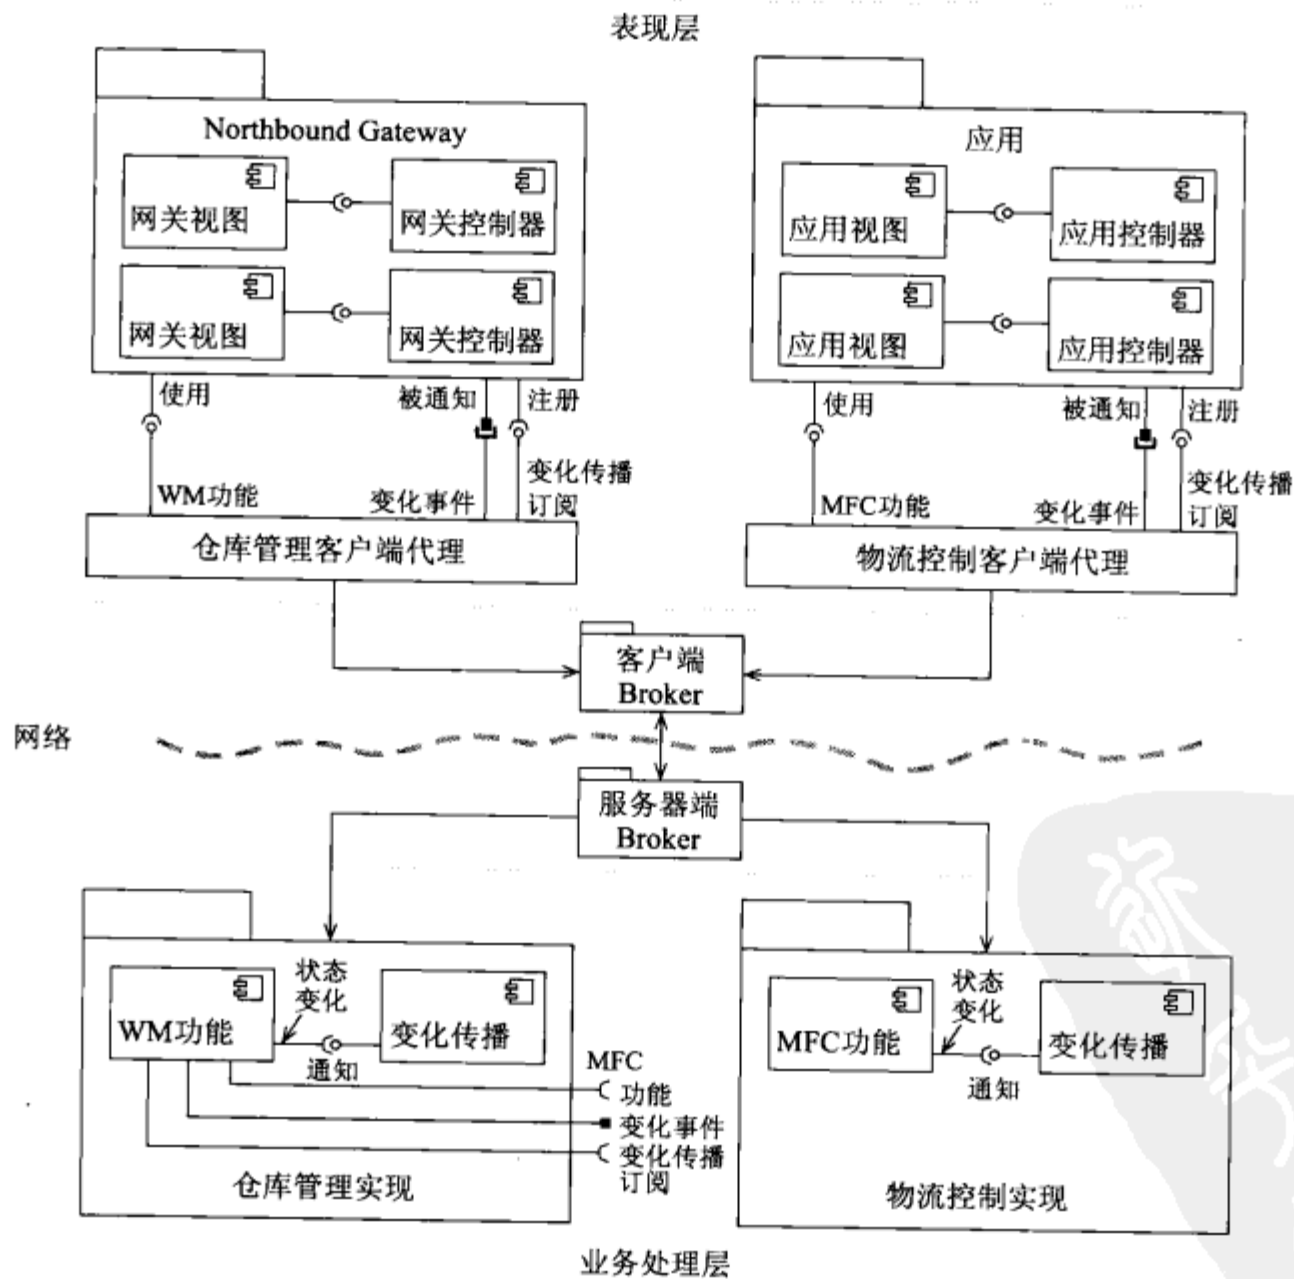 表现层
Northbound Gateway
网关视图
网关控制器
网关视图
网关控制器
使用
被通知
注册
WM功能
变化事件
变化传播
订阅
仓库管理客户端代理
应用
应用视图
应用控制器
应用视图
应用控制器
使用
被通知
注册
MFC功能
变化事件
变化传播
订阅
物流控制客户端代理
客户端
Broker
网络
服务器端
Broker
WM功能
状态
变化
通知
变化传播
MFC
功能
变化事件
变化传播
订阅
仓库管理实现
MFC功能
状态
变化
通知
变化传播
物流控制实现
业务处理层